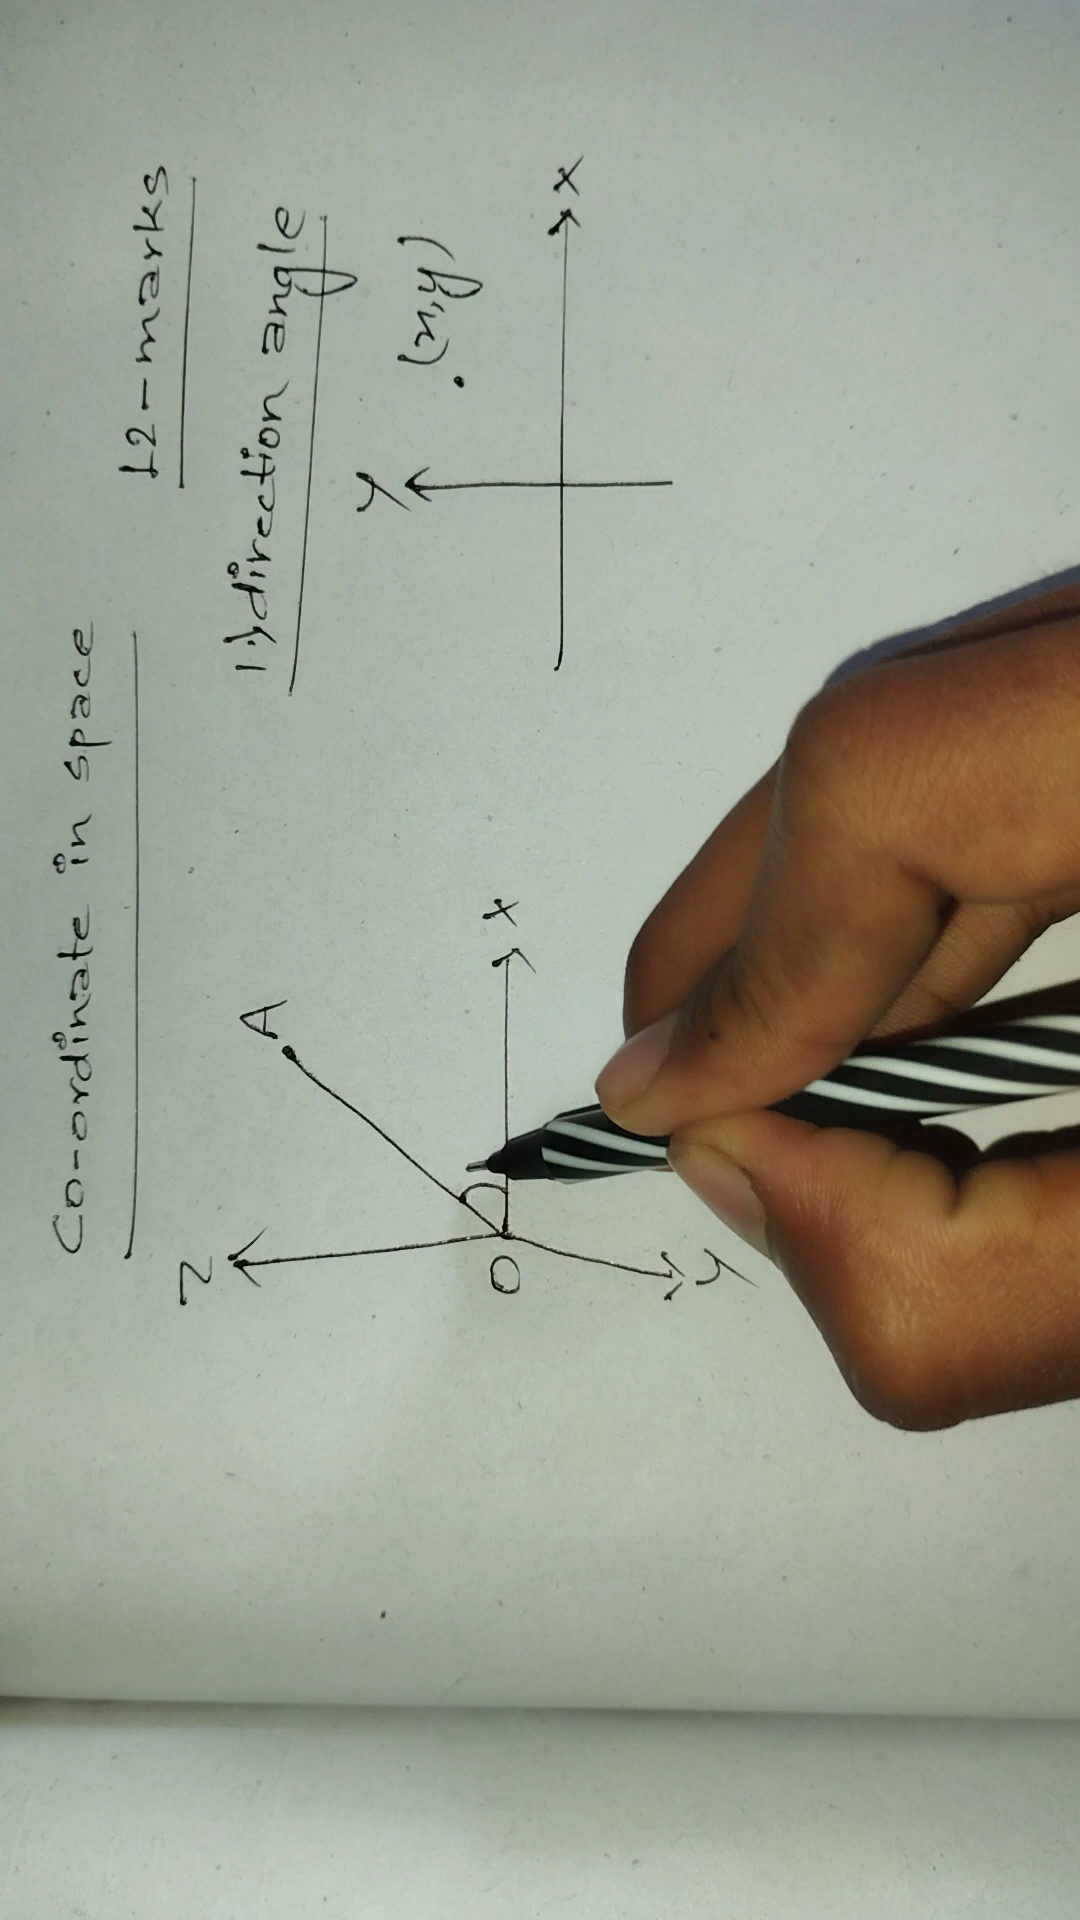 Co-ordinate in space
12-marks
1.) direction angle
Z
A
X
O
Y
Y
(x,y)
X